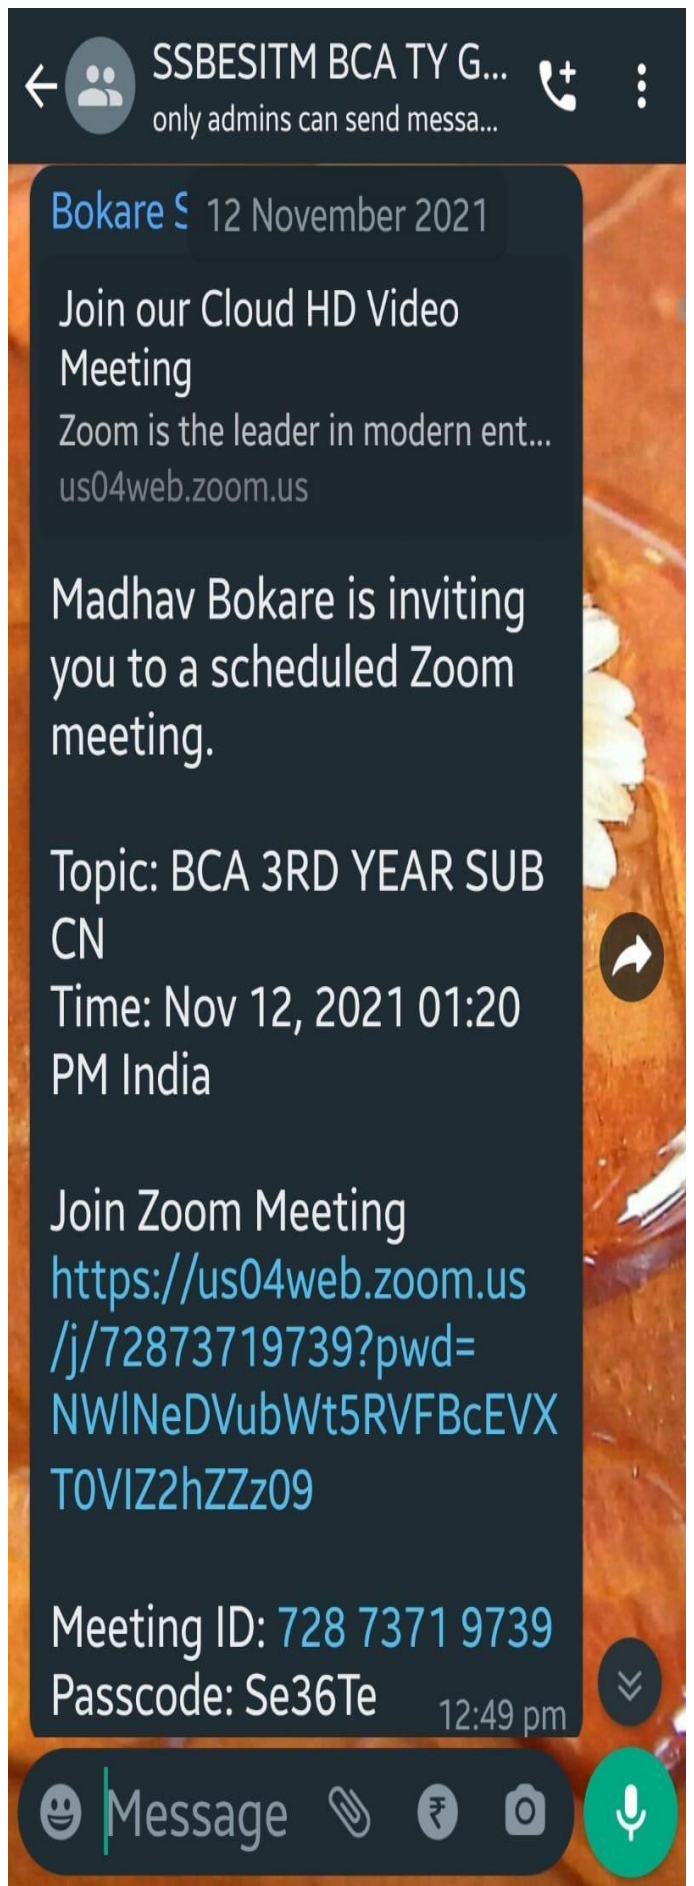 SSBESITM BCA TY G...
only admins can send messa...
Bokare S
12 November 2021
Join our Cloud HD Video
Meeting
Zoom is the leader in modern ent...
us04web.zoom.us
Madhav Bokare is inviting
you to a scheduled Zoom
meeting.
Topic: BCA 3RD YEAR SUB
CN
Time: Nov 12, 2021 01:20
PM India
Join Zoom Meeting
https://us04web.zoom.us
/j/72873719739?pwd=
NWlNeDVubWt5RVFBcEVX
T0VIZ2hZZz09
Meeting ID: 728 7371 9739
Passcode: Se36Te
12:49 pm
Message